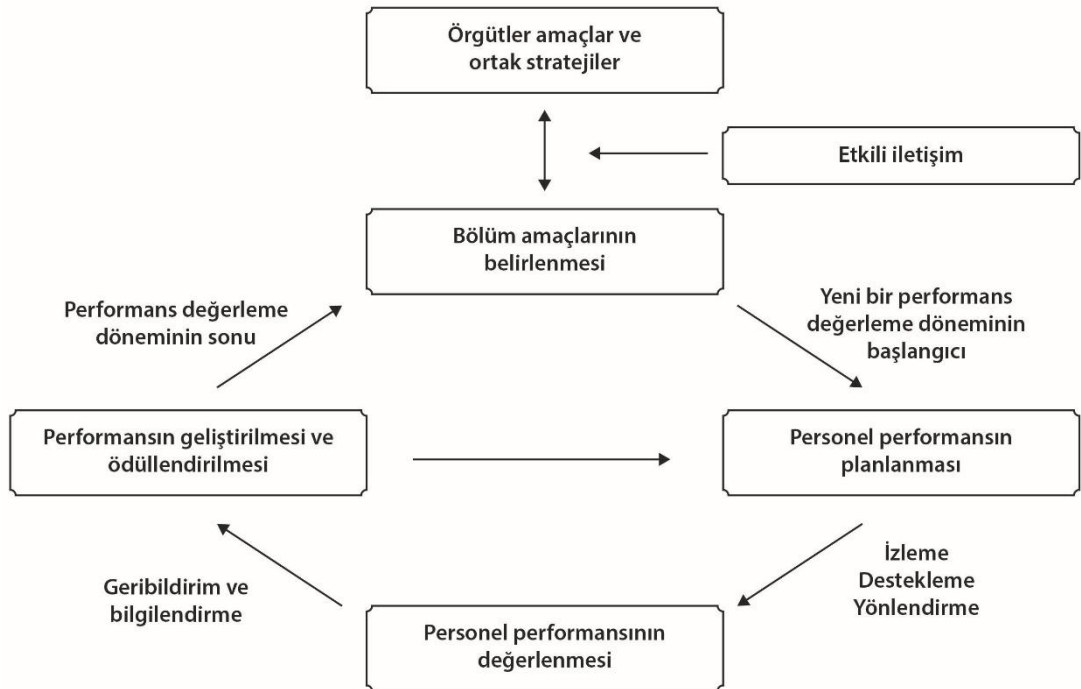 Örgütler amaçlar ve
ortak stratejiler
Etkili iletişim
Bölüm amaçlarının
belirlenmesi
Performans değerleme
döneminin sonu
Yeni bir performans
değerleme döneminin
başlangıcı
Performansın geliştirilmesi ve
ödüllendirilmesi
Personel performansın
planlanması
Geribildirim ve
bilgilendirme
İzleme
Destekleme
Yönlendirme
Personel performansının
değerlenmesi